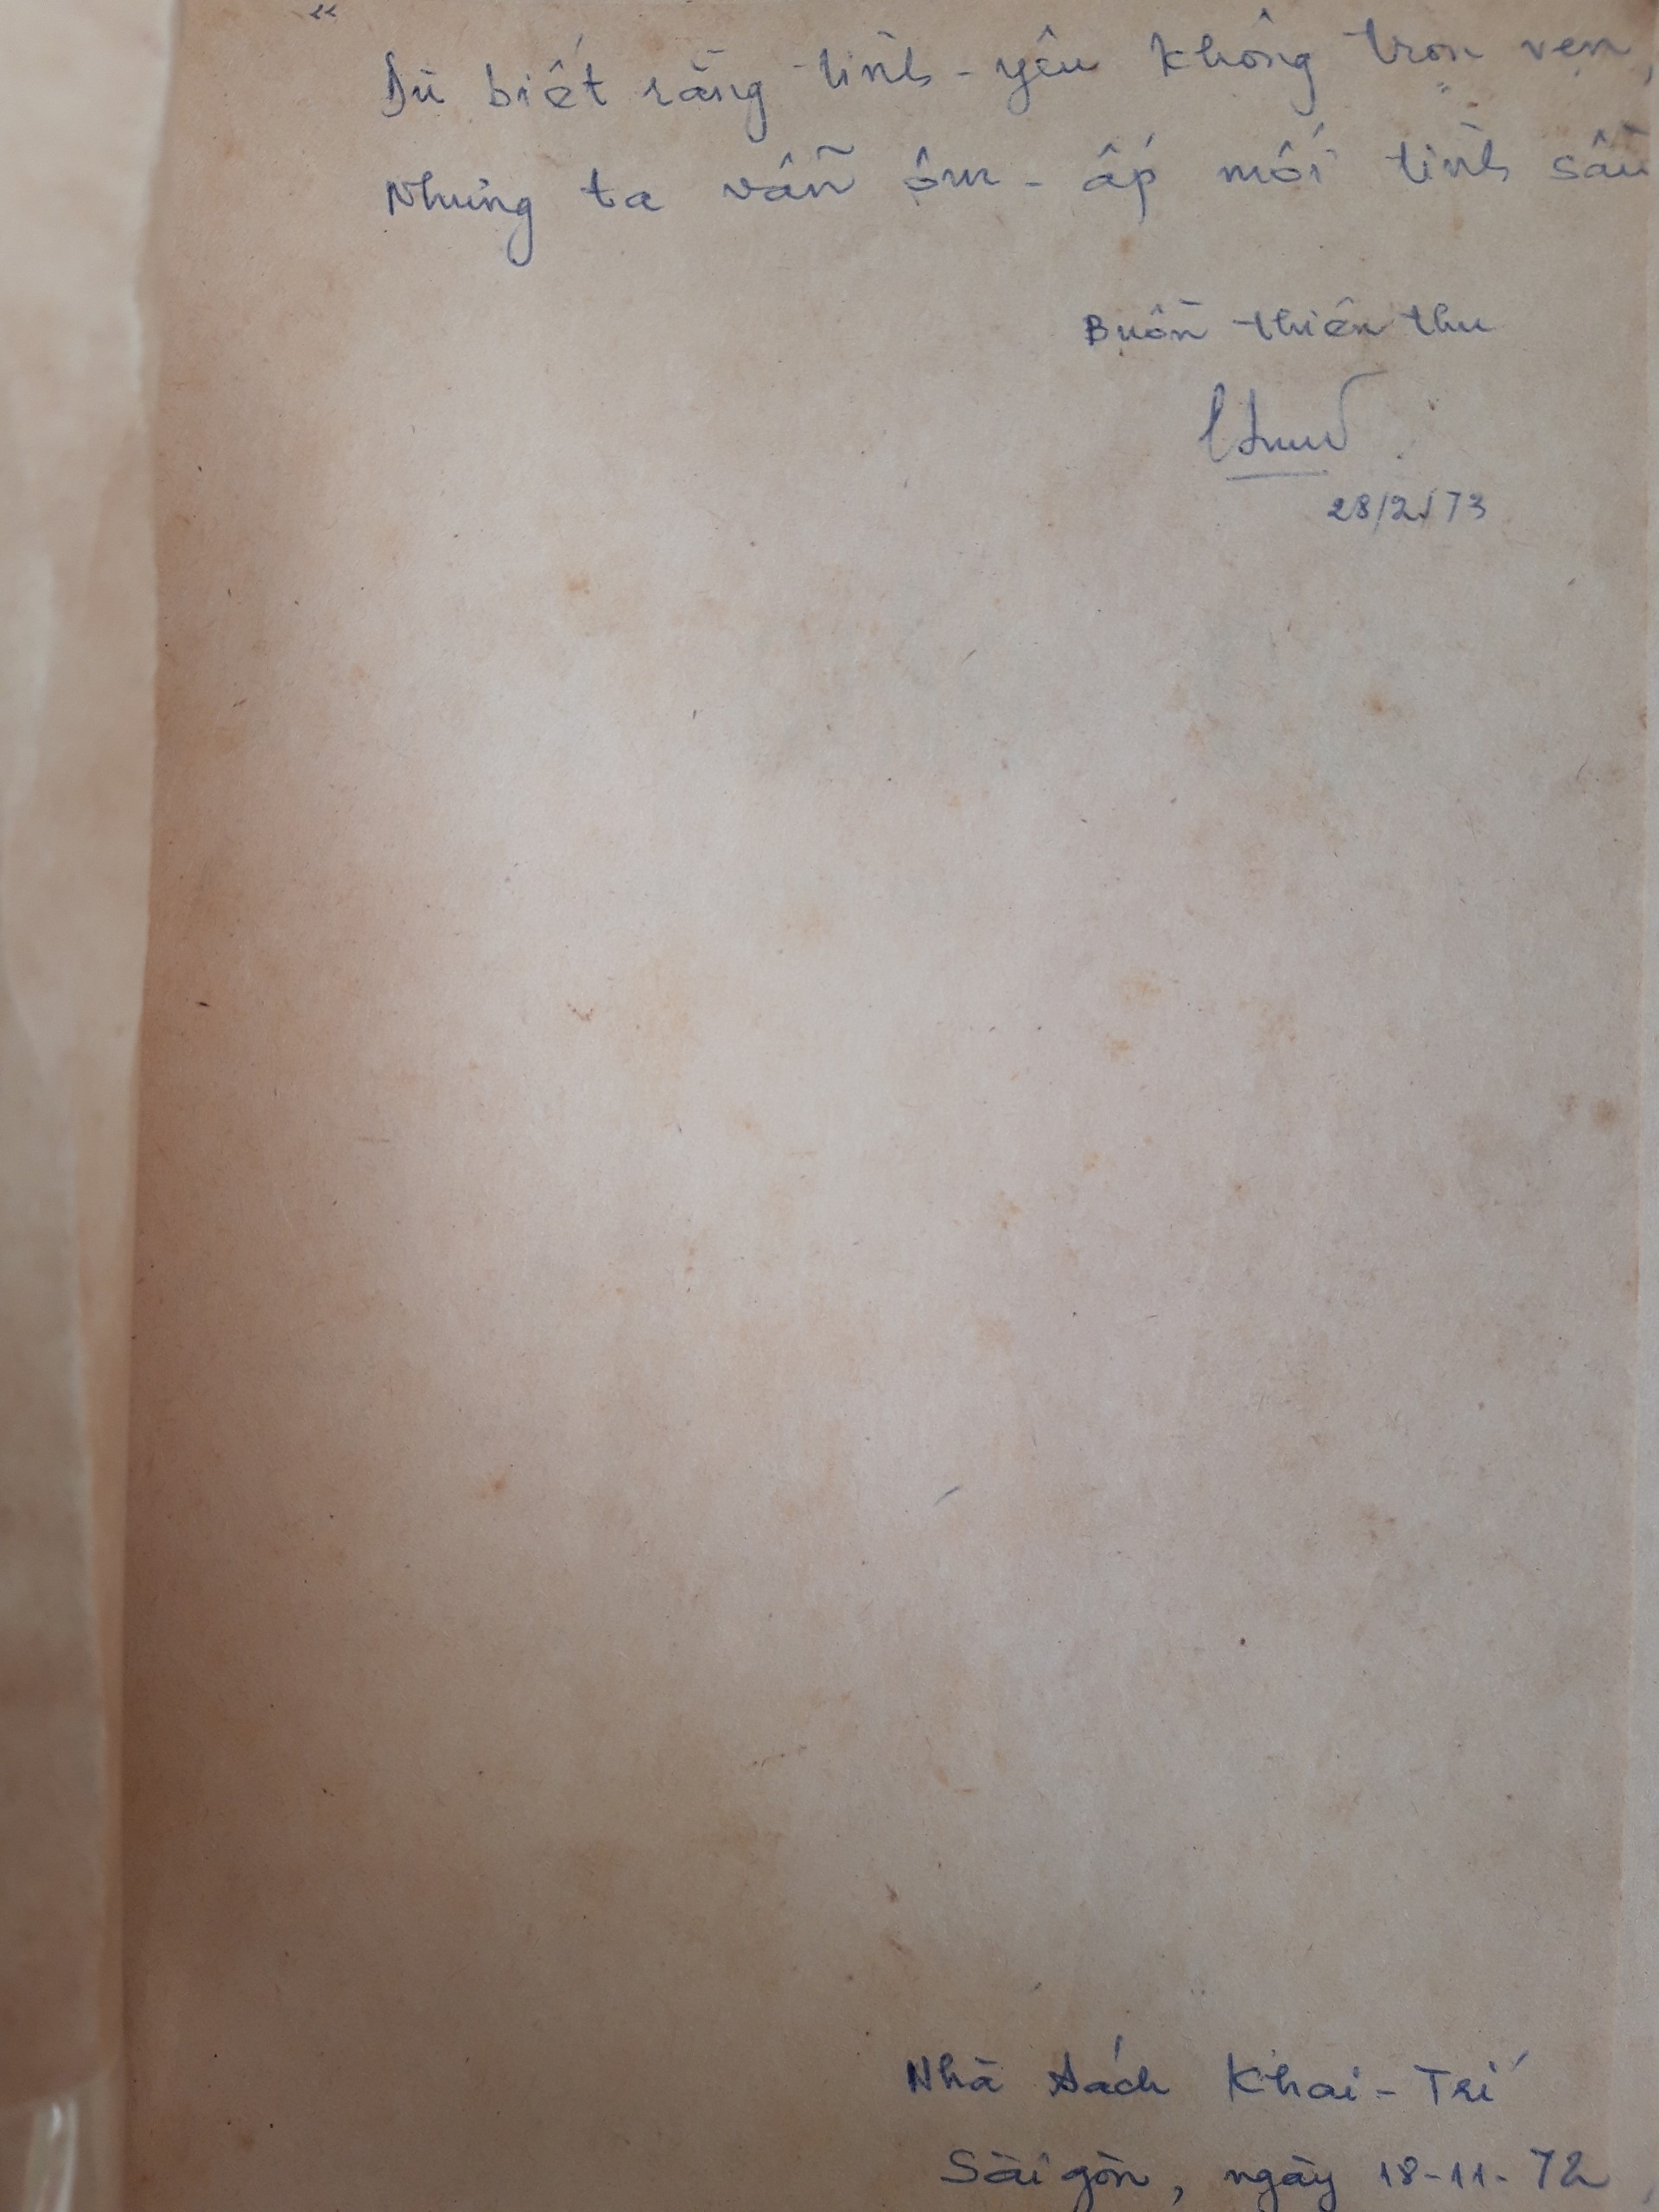 “
Dù biết rằng tình-yêu không trọn vẹn,
Nhưng ta vẫn ôm-ấp mối tình sầu
Buồn thiên thu
28/2/73
Nhà sách Khai-Trí
Sàigòn, ngày 18-11-72